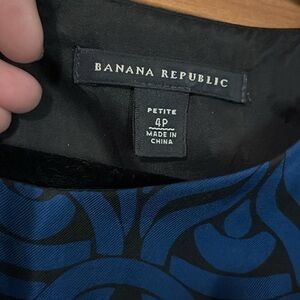 BANANA REPUBLIC
PETITE
4P
MADE IN
CHINA